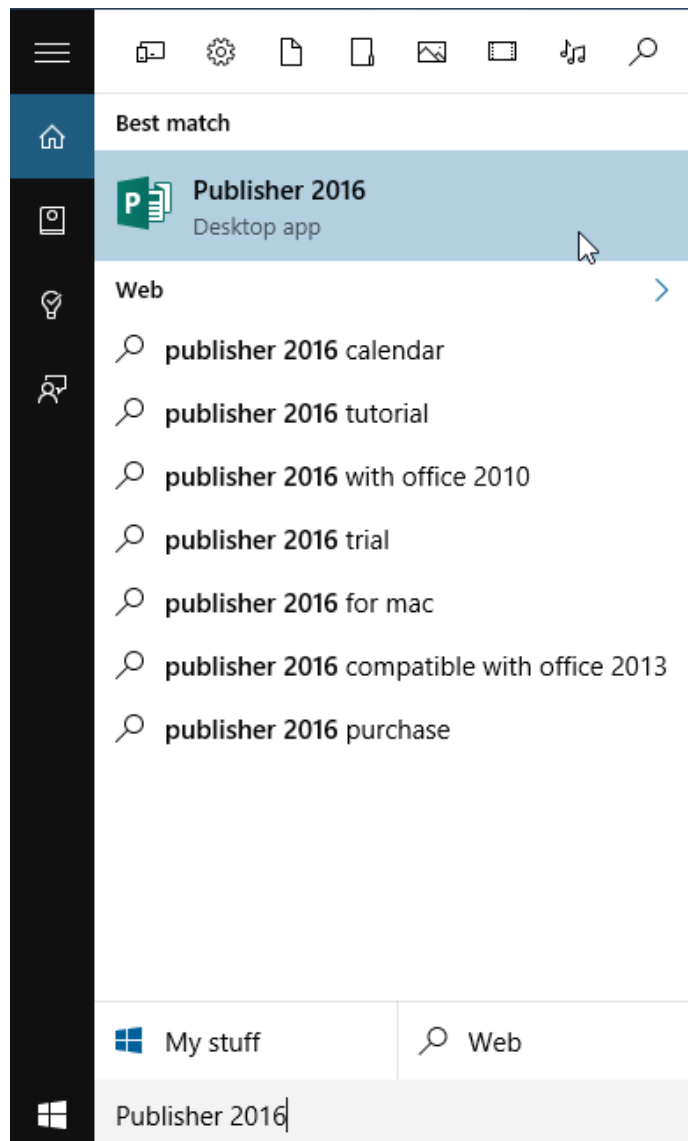 Best match
P
Publisher 2016
Desktop app
Web
publisher 2016 calendar
publisher 2016 tutorial
publisher 2016 with office 2010
publisher 2016 trial
publisher 2016 for mac
publisher 2016 compatible with office 2013
publisher 2016 purchase
My stuff
Web
Publisher 2016